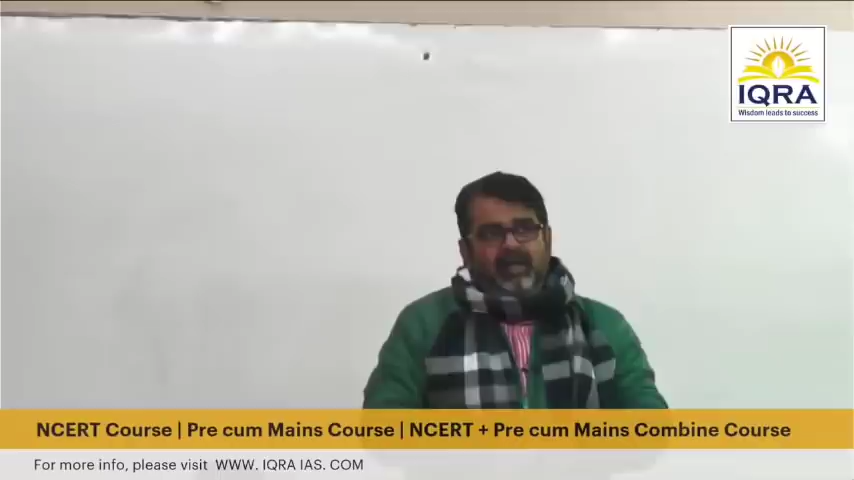 IQRA
Wisdom leads to success
NCERT Course | Pre cum Mains Course | NCERT + Pre cum Mains Combine Course
For more info, please visit WWW. IQRA IAS. COM